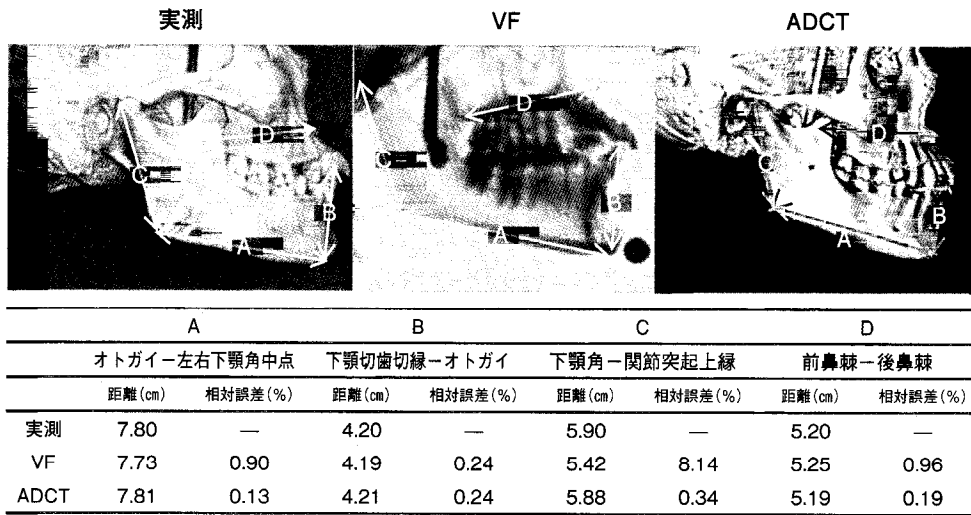 実測 VF ADCT
D D D
C C C
B B B
A A A
A B C D
オトガイー左右下顎角中点 下顎切歯切縁ーオトガイ 下顎角ー関節突起上縁 前鼻棘ー後鼻棘
距離(cm) 相対誤差(%) 距離(cm) 相対誤差(%) 距離(cm) 相対誤差(%) 距離(cm) 相対誤差(%)
実測 7.80 — 4.20 — 5.90 — 5.20 —
VF 7.73 0.90 4.19 0.24 5.42 8.14 5.25 0.96
ADCT 7.81 0.13 4.21 0.24 5.88 0.34 5.19 0.19